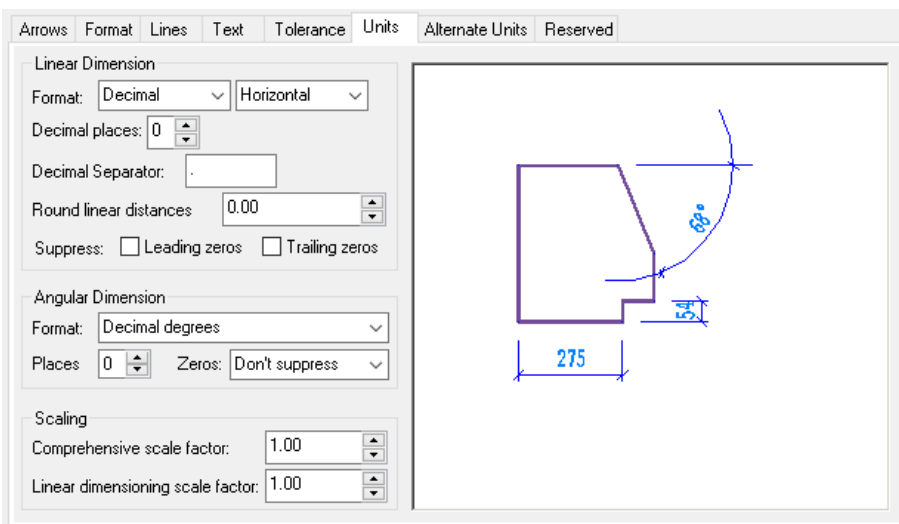 Arrows Format Lines Text Tolerance Units Alternate Units Reserved
Linear Dimension
Format: Decimal Horizontal
Decimal places: 0
Decimal Separator: .
Round linear distances 0.00
Suppress: Leading zeros Trailing zeros
Angular Dimension
Format: Decimal degrees
Places 0 Zeros: Don't suppress
Scaling
Comprehensive scale factor: 1.00
Linear dimensioning scale factor: 1.00
68°
54
275